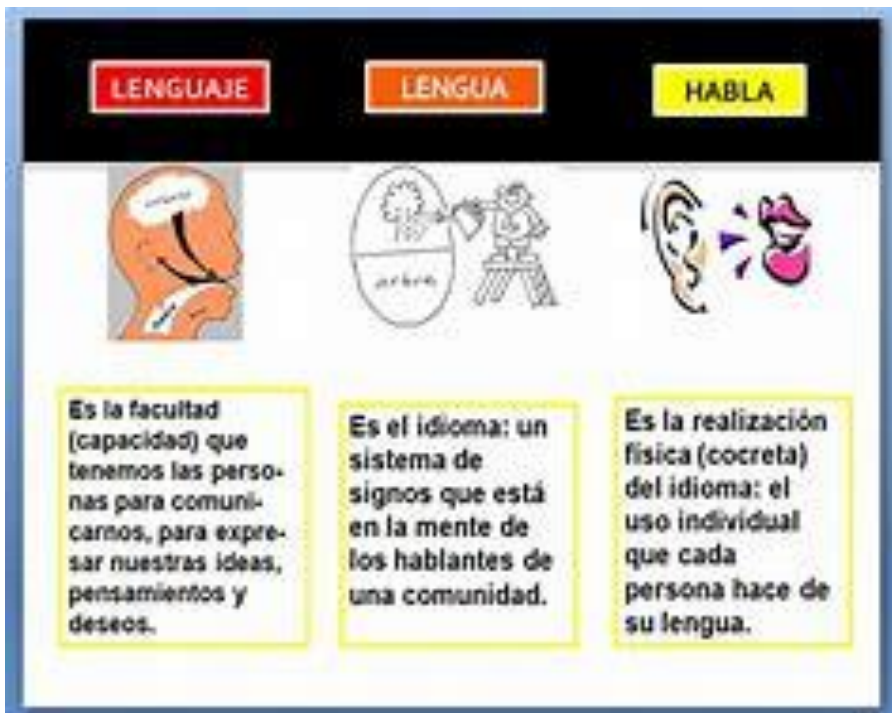 LENGUAJE
LENGUA
HABLA
arbre
Es la facultad
(capacidad) que
tenemos las perso-
nas para comuni-
carnos, para expre-
sar nuestras ideas,
pensamientos y
deseos.
Es el idioma: un
sistema de
signos que está
en la mente de
los hablantes de
una comunidad.
Es la realización
física (cocreta)
del idioma: el
uso individual
que cada
persona hace de
su lengua.